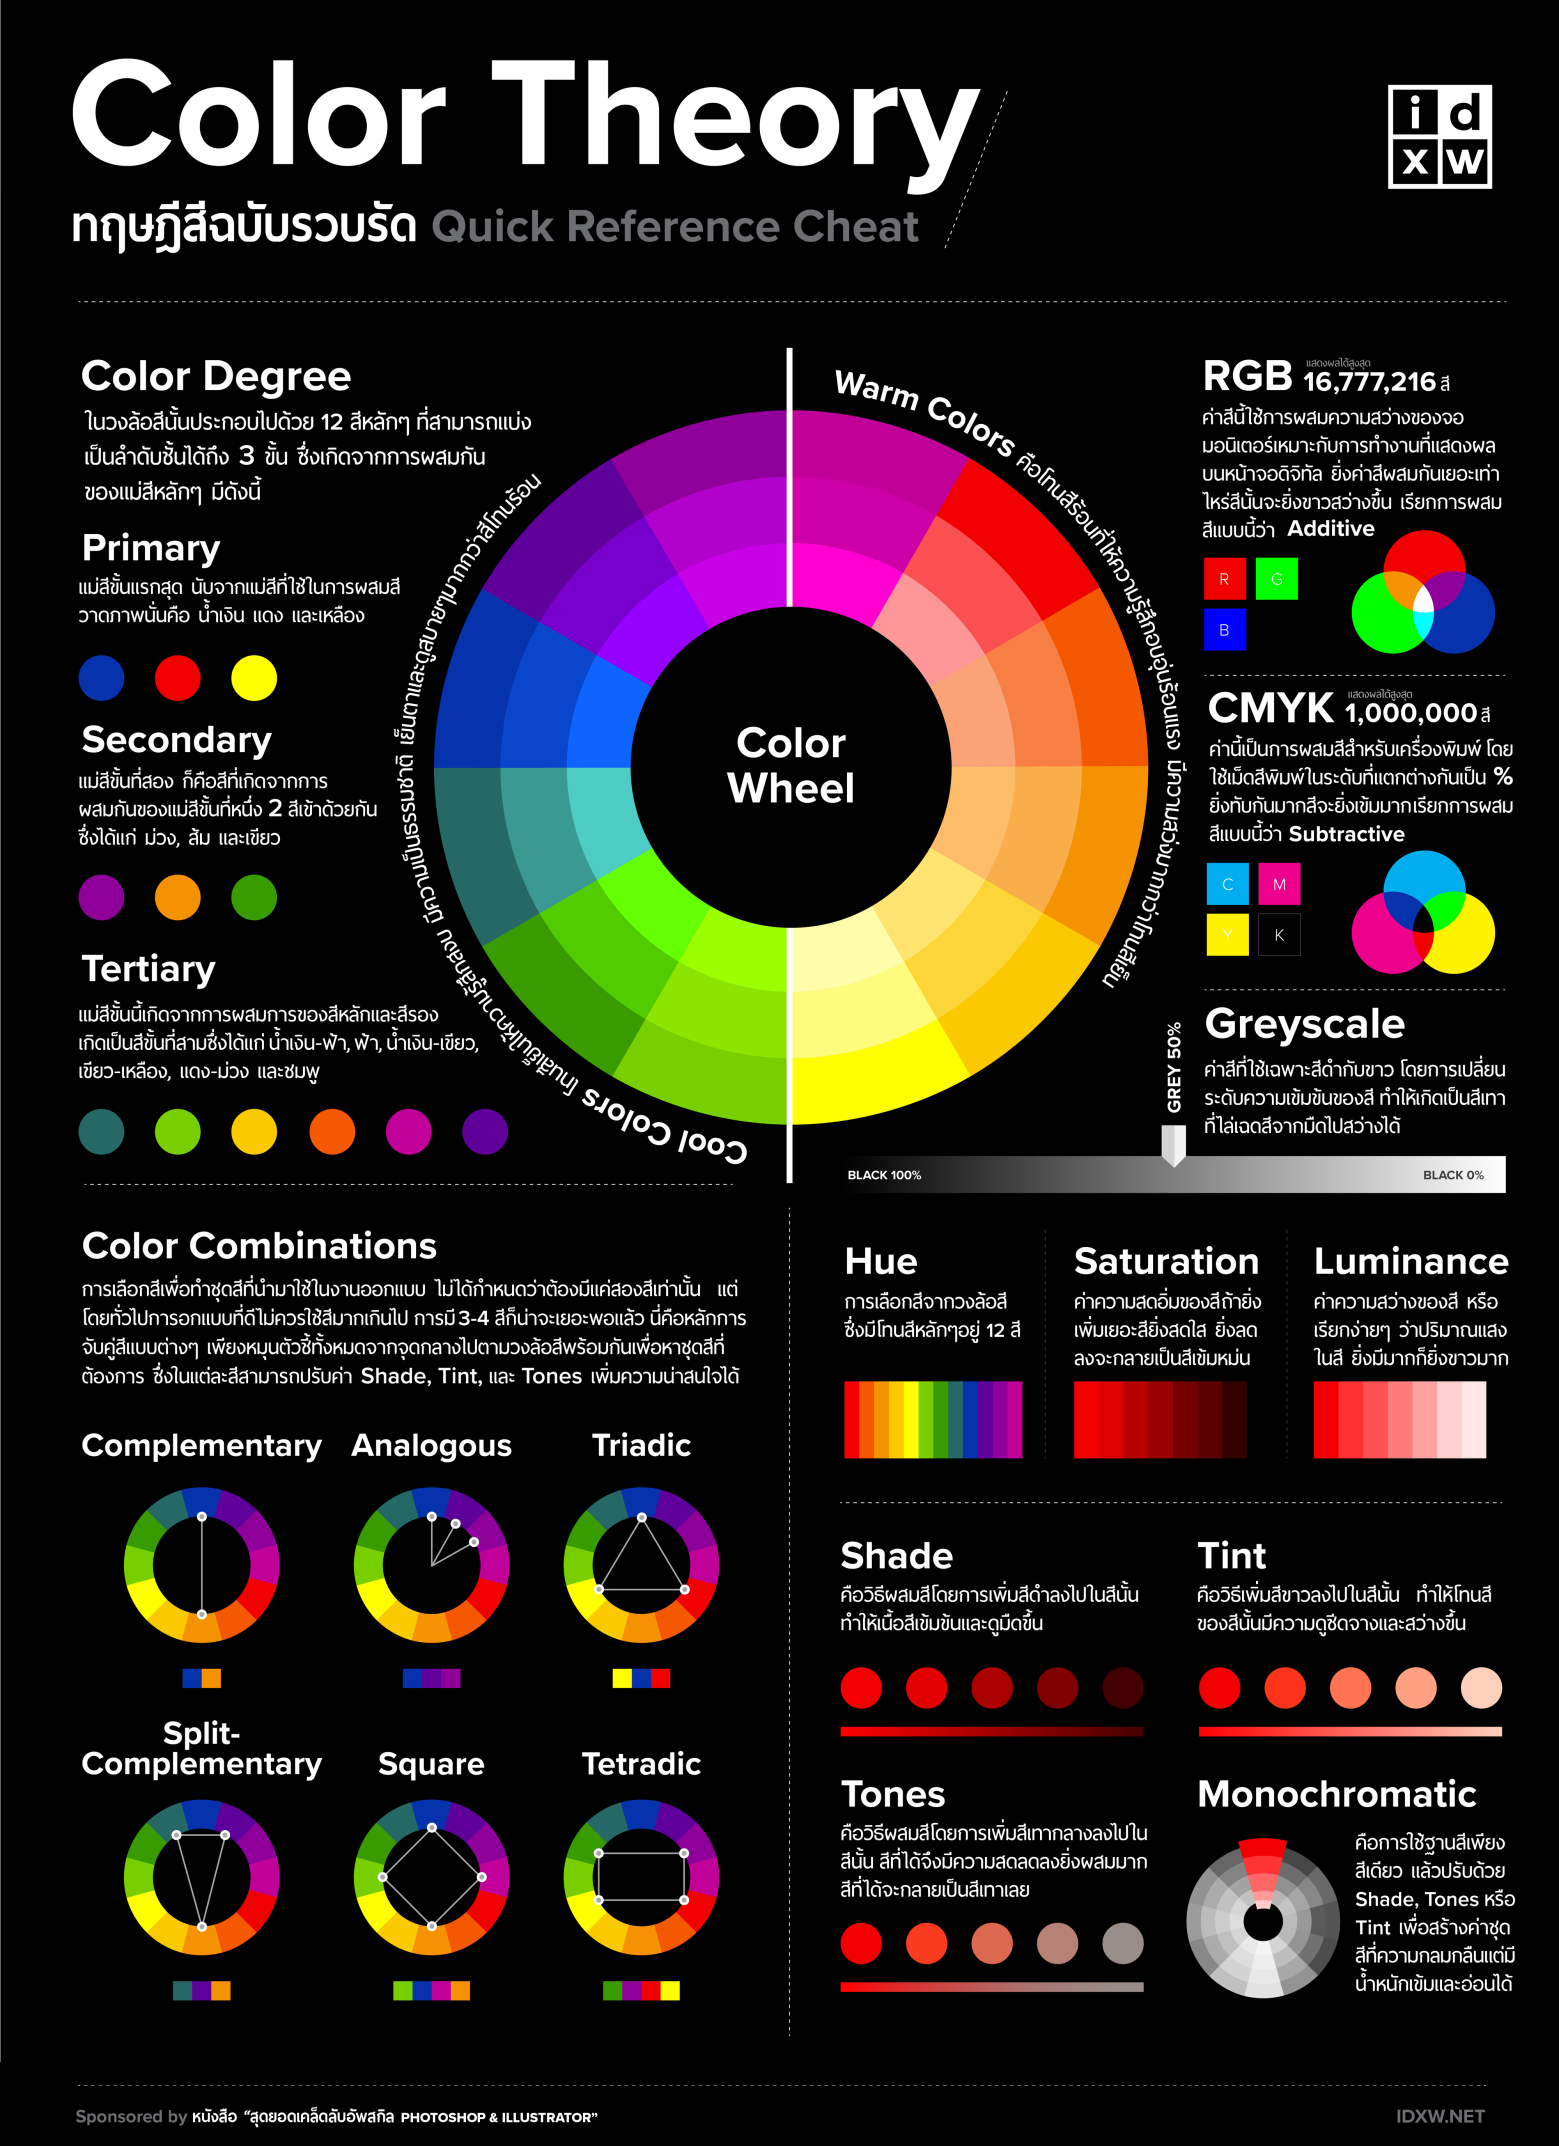 Color Theory
ทฤษฎีสีฉบับรวบรัด Quick Reference Cheat
i d
x w
Color Degree
ในวงล้อสีนั้นประกอบไปด้วย 12 สีหลักๆ ที่สามารถแบ่ง
เป็นลำดับชั้นได้ถึง 3 ขั้น ซึ่งเกิดจากการผสมกัน
ของแม่สีหลักๆ มีดังนี้
Primary
แม่สีขั้นแรกสุด นับจากแม่สีที่ใช้ในการผสมสี
วาดภาพนั่นคือ น้ำเงิน แดง และเหลือง
Secondary
แม่สีขั้นที่สอง ก็คือสีที่เกิดจากการ
ผสมกันของแม่สีขั้นที่หนึ่ง 2 สีเข้าด้วยกัน
ซึ่งได้แก่ ม่วง, ส้ม และเขียว
Tertiary
แม่สีขั้นนี้เกิดจากการผสมการของสีหลักและสีรอง
เกิดเป็นสีขั้นที่สามซึ่งได้แก่ น้ำเงิน-ฟ้า, ฟ้า, น้ำเงิน-เขียว,
เขียว-เหลือง, แดง-ม่วง และชมพู
Color
Wheel
Warm Colors คือโทนสีร้อนที่ให้ความรู้สึกอบอุ่นร้อนแรง มีความสว่างมากกว่าโทนสีเย็น
Cool Colors โทนสีเย็นให้ความรู้สึกสงบ มีความเป็นธรรมชาติ เย็นตาและดูสบายๆมากกว่าสีโทนร้อน
RGB แสดงผลได้สูงสุด
16,777,216 สี
ค่าสีนี้ใช้การผสมความสว่างของจอ
มอนิเตอร์เหมาะกับการทำงานที่แสดงผล
บนหน้าจอดิจิทัล ยิ่งค่าสีผสมกันเยอะเท่า
ไหร่สีนั้นจะยิ่งขาวสว่างขึ้น เรียกการผสม
สีแบบนี้ว่า Additive
R G
B
CMYK แสดงผลได้สูงสุด
1,000,000 สี
ค่านี้เป็นการผสมสีสำหรับเครื่องพิมพ์ โดย
ใช้เม็ดสีพิมพ์ในระดับที่แตกต่างกันเป็น %
ยิ่งทับกันมากสีจะยิ่งเข้มมากเรียกการผสม
สีแบบนี้ว่า Subtractive
C M
Y K
Greyscale
ค่าสีที่ใช้เฉพาะสีดำกับขาว โดยการเปลี่ยน
ระดับความเข้มข้นของสี ทำให้เกิดเป็นสีเทา
ที่ไล่เฉดสีจากมืดไปสว่างได้
GREY 50%
BLACK 100%
BLACK 0%
Color Combinations
การเลือกสีเพื่อทำชุดสีที่นำมาใช้ในงานออกแบบ ไม่ได้กำหนดว่าต้องมีแค่สองสีเท่านั้น แต่
โดยทั่วไปการอกแบบที่ดีไม่ควรใช้สีมากเกินไป การมี 3-4 สีก็น่าจะเยอะพอแล้ว นี่คือหลักการ
จับคู่สีแบบต่างๆ เพียงหมุนตัวชี้ทั้งหมดจากจุดกลางไปตามวงล้อสีพร้อมกันเพื่อหาชุดสีที่
ต้องการ ซึ่งในแต่ละสีสามารถปรับค่า Shade, Tint, และ Tones เพิ่มความน่าสนใจได้
Complementary
Analogous
Triadic
Split-
Complementary
Square
Tetradic
Hue
การเลือกสีจากวงล้อสี
ซึ่งมีโทนสีหลักๆอยู่ 12 สี
Saturation
ค่าความสดอิ่มของสีถ้ายิ่ง
เพิ่มเยอะสียิ่งสดใส ยิ่งลด
ลงจะกลายเป็นสีเข้มหม่น
Luminance
ค่าความสว่างของสี หรือ
เรียกง่ายๆ ว่าปริมาณแสง
ในสี ยิ่งมีมากก็ยิ่งขาวมาก
Shade
คือวิธีผสมสีโดยการเพิ่มสีดำลงไปในสีนั้น
ทำให้เนื้อสีเข้มข้นและดูมืดขึ้น
Tint
คือวิธีเพิ่มสีขาวลงไปในสีนั้น ทำให้โทนสี
ของสีนั้นมีความดูซีดจางและสว่างขึ้น
Tones
คือวิธีผสมสีโดยการเพิ่มสีเทากลางลงไปใน
สีนั้น สีที่ได้จึงมีความสดลดลงยิ่งผสมมาก
สีที่ได้จะกลายเป็นสีเทาเลย
Monochromatic
คือการใช้ฐานสีเพียง
สีเดียว แล้วปรับด้วย
Shade, Tones หรือ
Tint เพื่อสร้างค่าชุด
สีที่ความกลมกลืนแต่มี
น้ำหนักเข้มและอ่อนได้
Sponsored by หนังสือ “สุดยอดเคล็ดลับอัพสกิล PHOTOSHOP & ILLUSTRATOR”
IDXW.NET